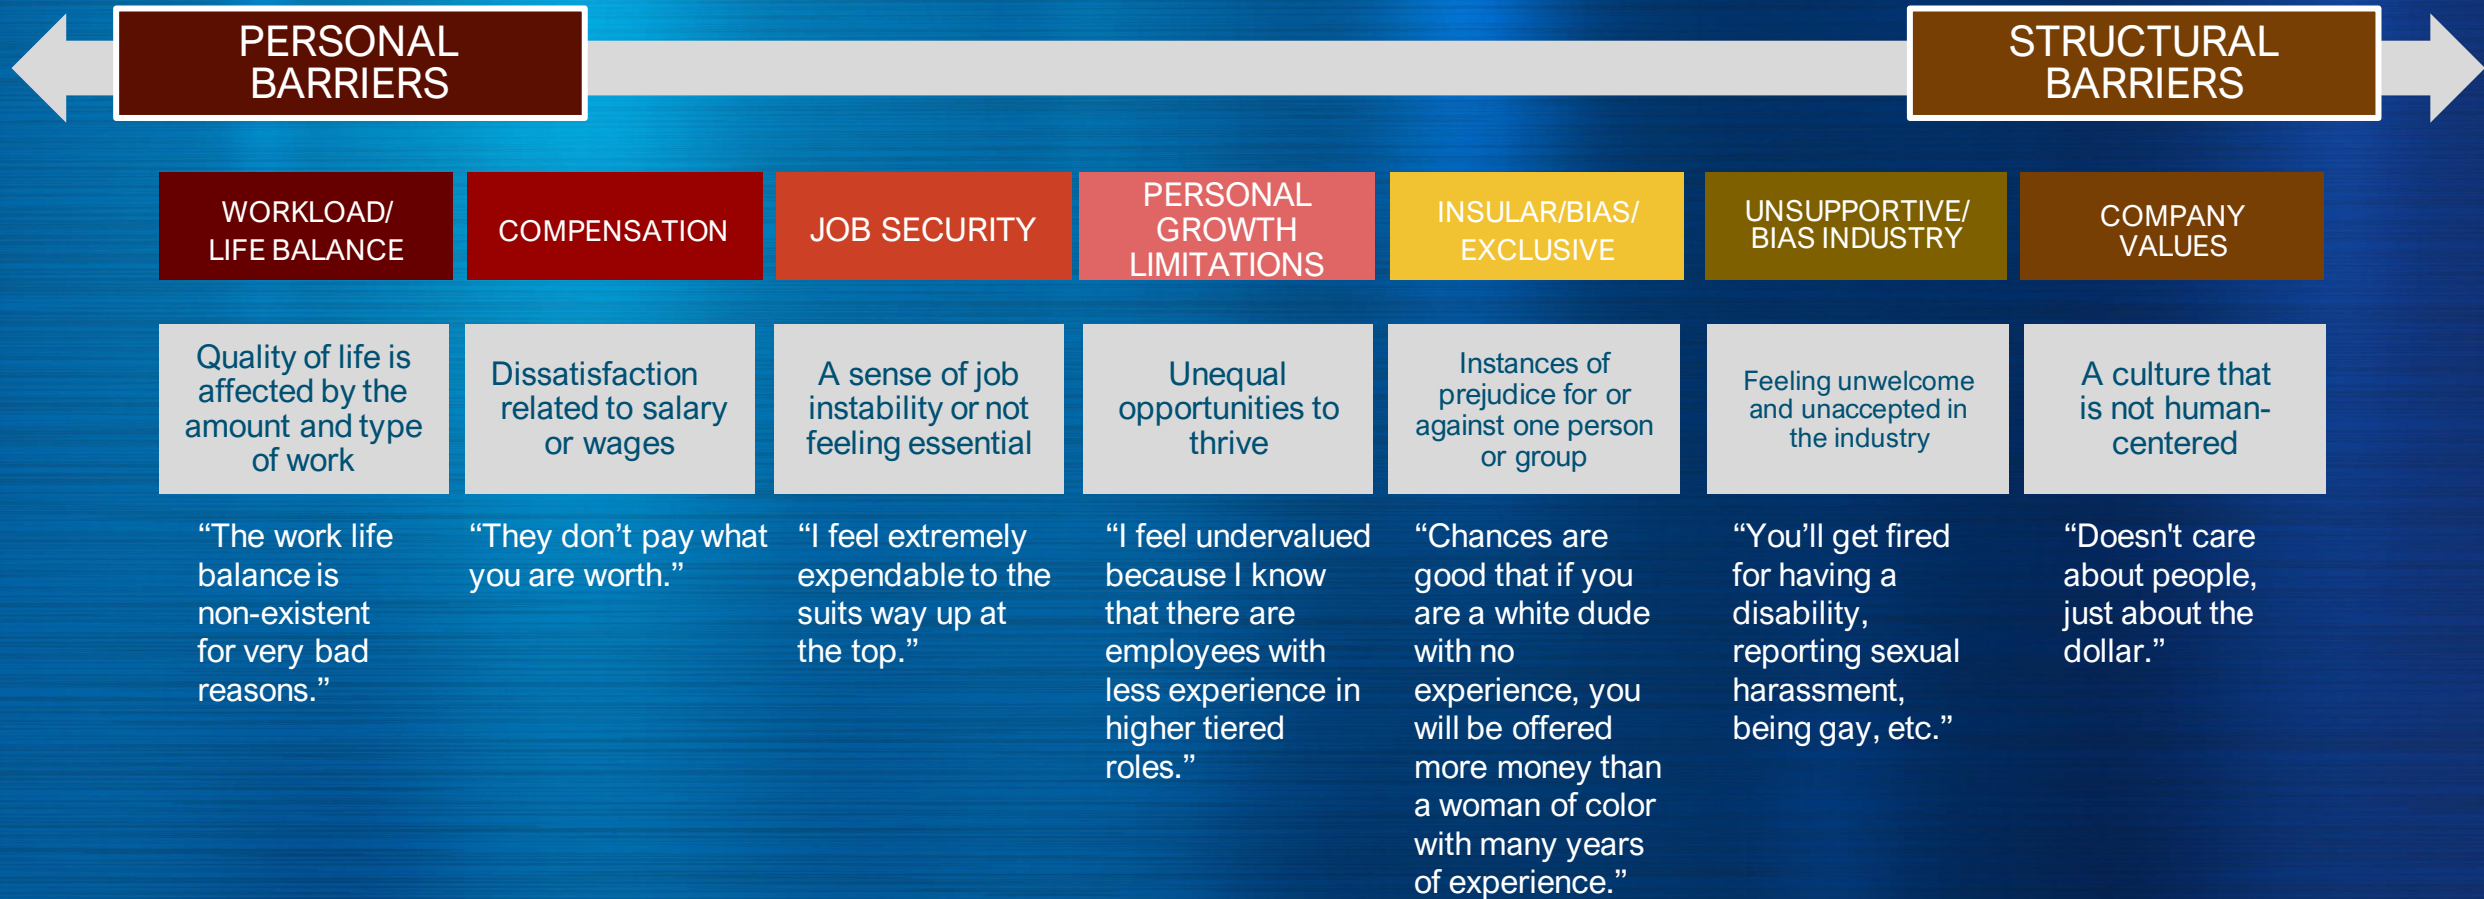 PERSONAL
BARRIERS
STRUCTURAL
BARRIERS
WORKLOAD/
LIFE BALANCE
COMPENSATION
JOB SECURITY
PERSONAL
GROWTH
LIMITATIONS
INSULAR/BIAS/
EXCLUSIVE
UNSUPPORTIVE/
BIAS INDUSTRY
COMPANY
VALUES
Quality of life is
affected by the
amount and type
of work
Dissatisfaction
related to salary
or wages
A sense of job
instability or not
feeling essential
Unequal
opportunities to
thrive
Instances of
prejudice for or
against one person
or group
Feeling unwelcome
and unaccepted in
the industry
A culture that
is not human-
centered
“The work life
balance is
non-existent
for very bad
reasons.”
“They don’t pay what
you are worth.”
“I feel extremely
expendable to the
suits way up at
the top.”
“I feel undervalued
because I know
that there are
employees with
less experience in
higher tiered
roles.”
“Chances are
good that if you
are a white dude
with no
experience, you
will be offered
more money than
a woman of color
with many years
of experience.”
“You’ll get fired
for having a
disability,
reporting sexual
harassment,
being gay, etc.”
“Doesn't care
about people,
just about the
dollar.”